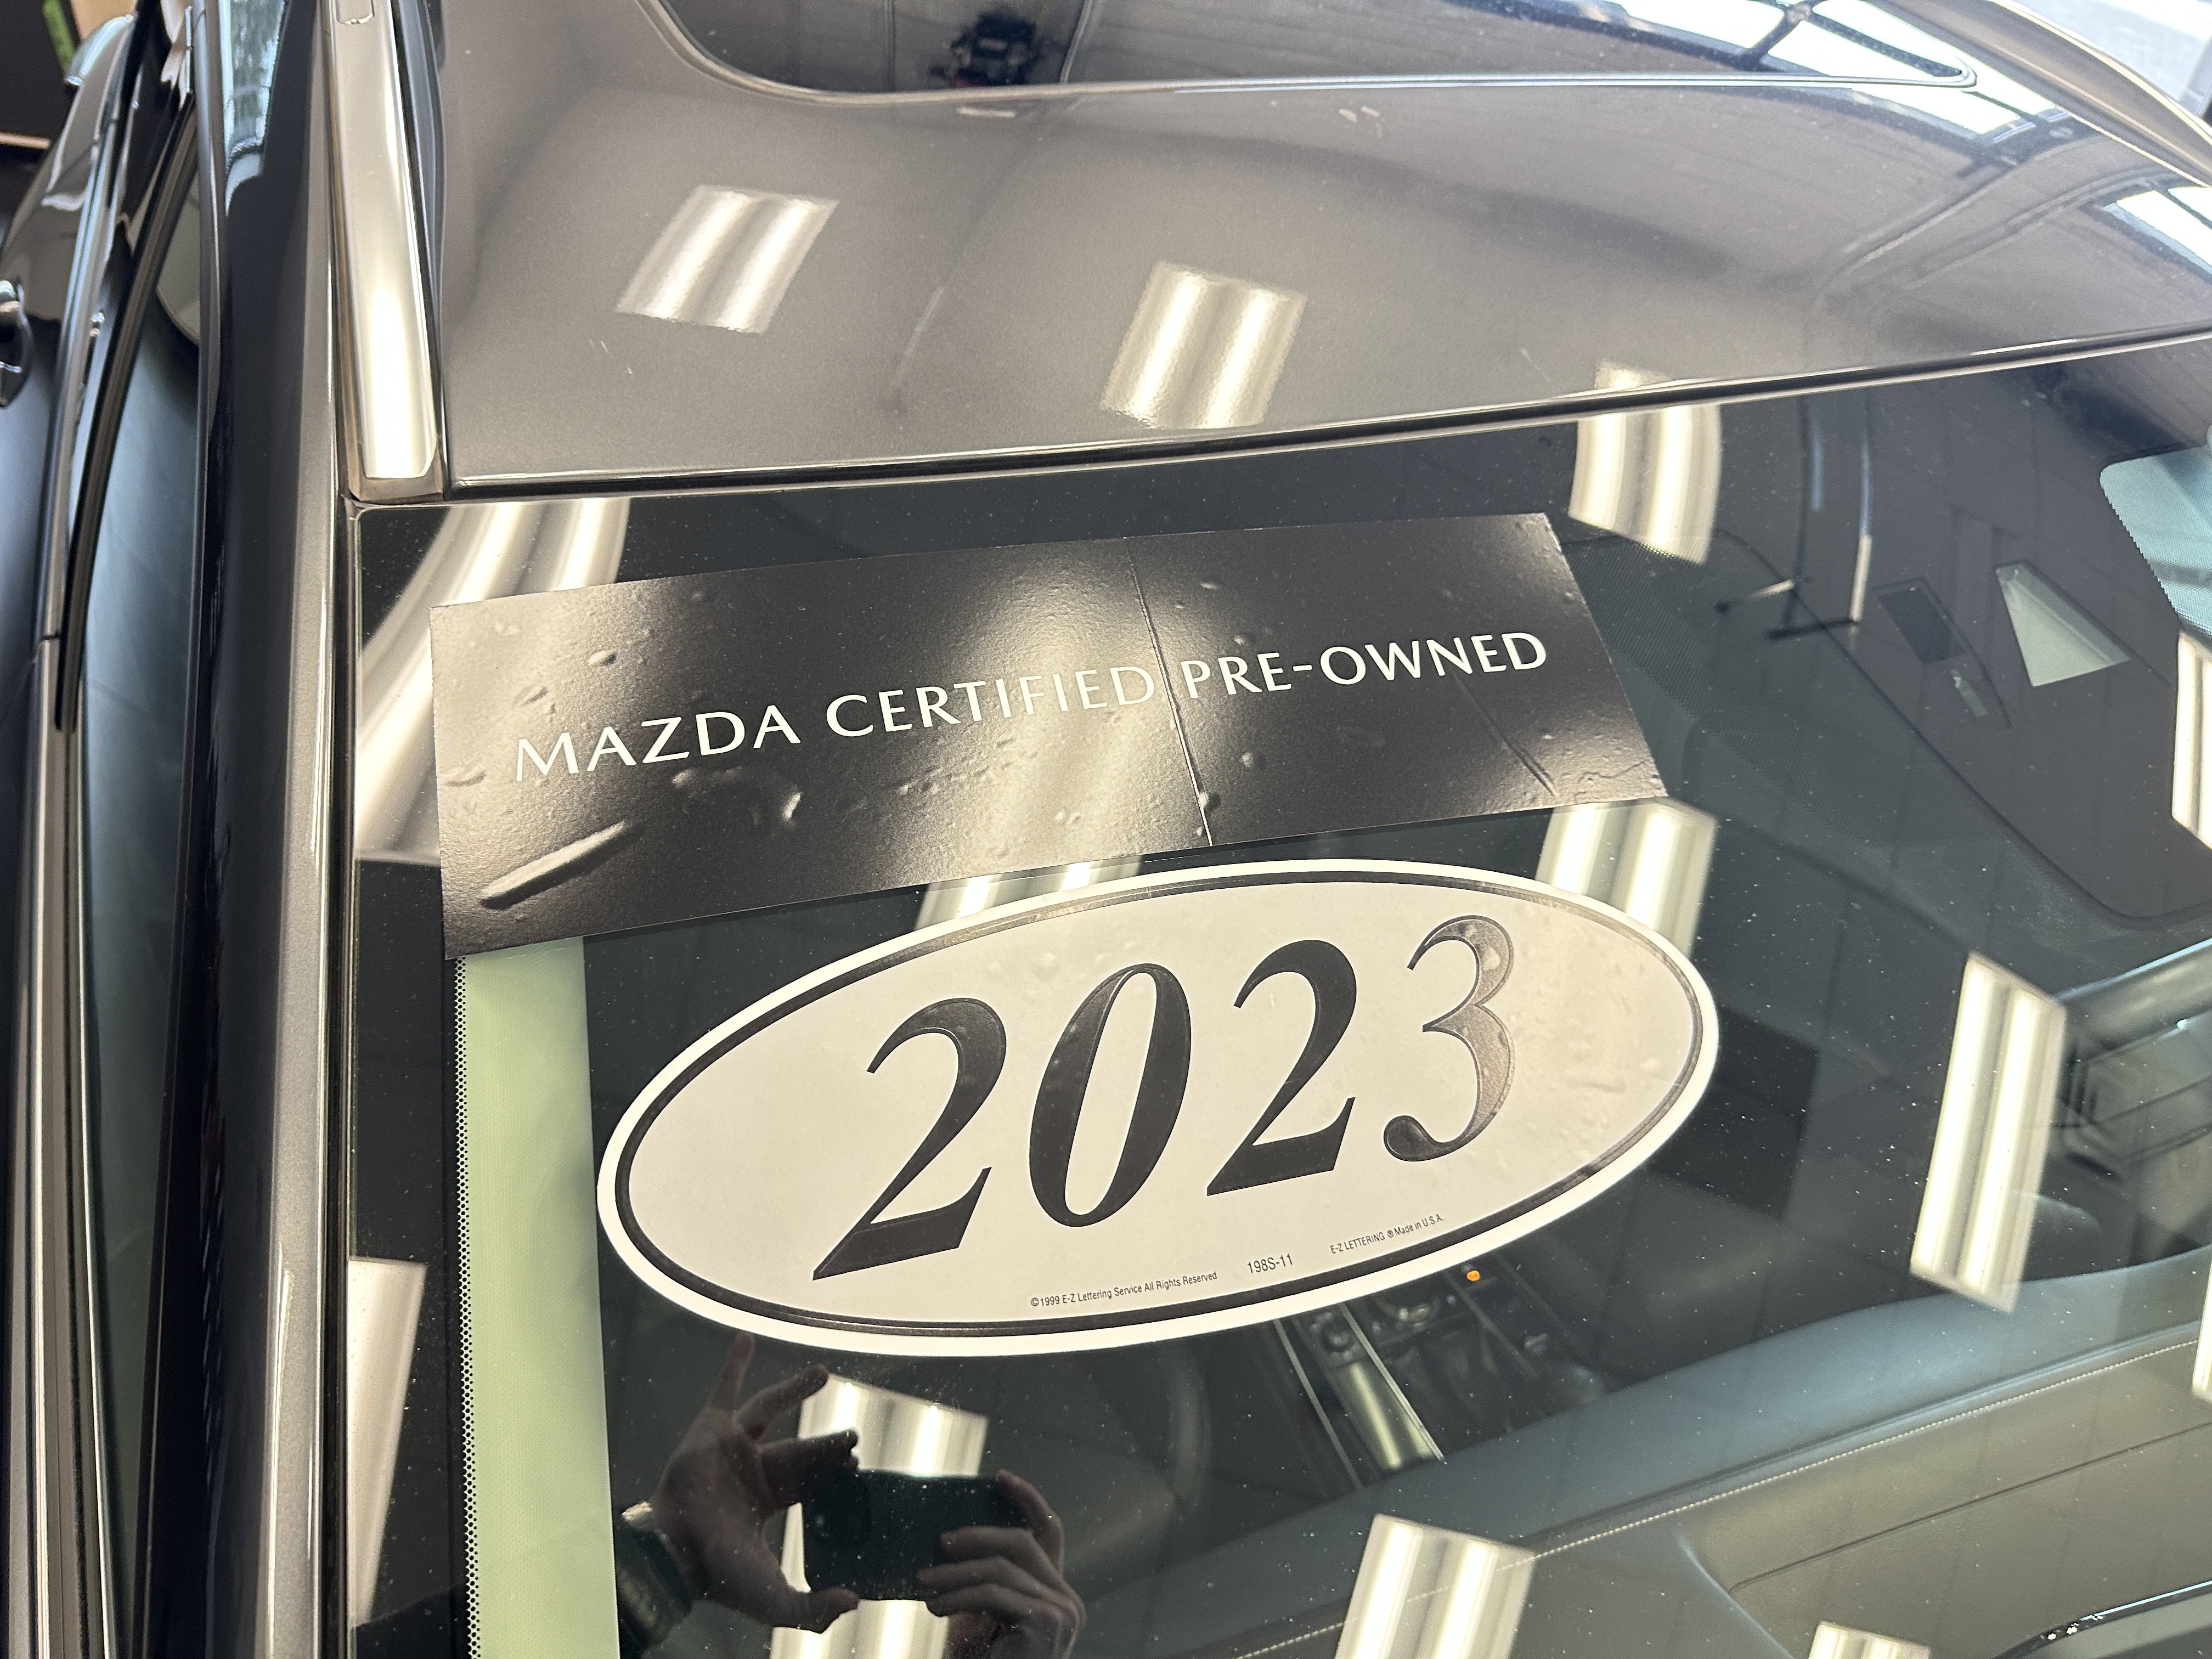 MAZDA CERTIFIED PRE-OWNED
2023
©1999 E-Z Lettering Service All Rights Reserved 198S-11 E-Z LETTERING ® Made in U.S.A.